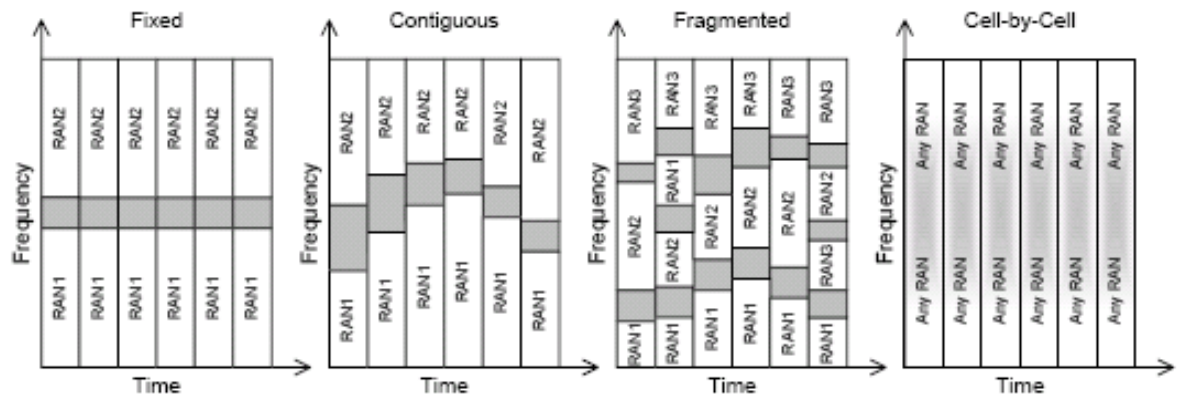 Fixed
Frequency
RAN2 RAN2 RAN2 RAN2 RAN2 RAN2
RAN1 RAN1 RAN1 RAN1 RAN1 RAN1
Time
Contiguous
Frequency
RAN2 RAN2 RAN2 RAN2 RAN2 RAN2
RAN1 RAN1 RAN1 RAN1 RAN1 RAN1
Time
Fragmented
Frequency
RAN3 RAN3 RAN3 RAN3 RAN3 RAN3
RAN1
RAN2 RAN2 RAN2 RAN2 RAN2
RAN2 RAN3
RAN1 RAN1 RAN1 RAN1 RAN1 RAN1
Time
Cell-by-Cell
Frequency
Any RAN Any RAN Any RAN Any RAN Any RAN Any RAN
Any RAN Any RAN Any RAN Any RAN Any RAN Any RAN
Time